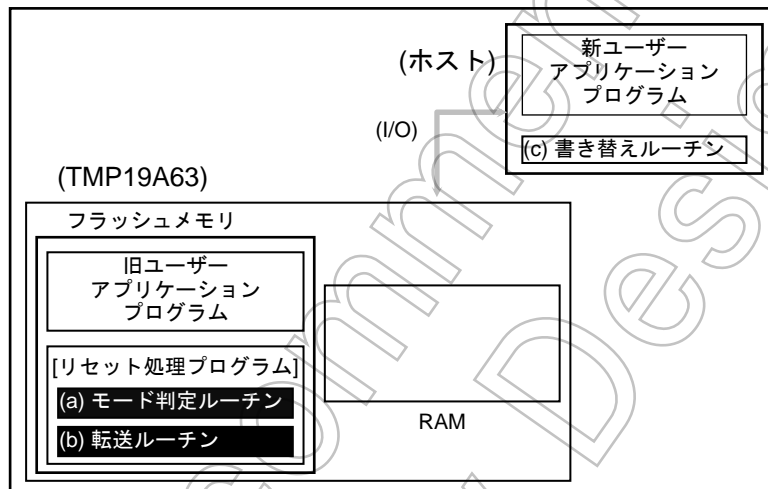 (ホスト)
新ユーザー
アプリケーション
プログラム
(I/O)
(c) 書き替えルーチン
(TMP19A63)
フラッシュメモリ
旧ユーザー
アプリケーション
プログラム
[リセット処理プログラム]
(a) モード判定ルーチン
(b) 転送ルーチン
RAM